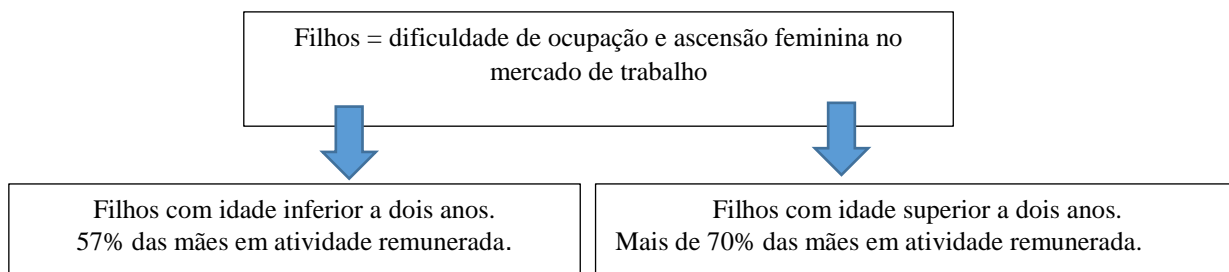 Filhos = dificuldade de ocupação e ascensão feminina no
mercado de trabalho
Filhos com idade inferior a dois anos.
57% das mães em atividade remunerada.
Filhos com idade superior a dois anos.
Mais de 70% das mães em atividade remunerada.